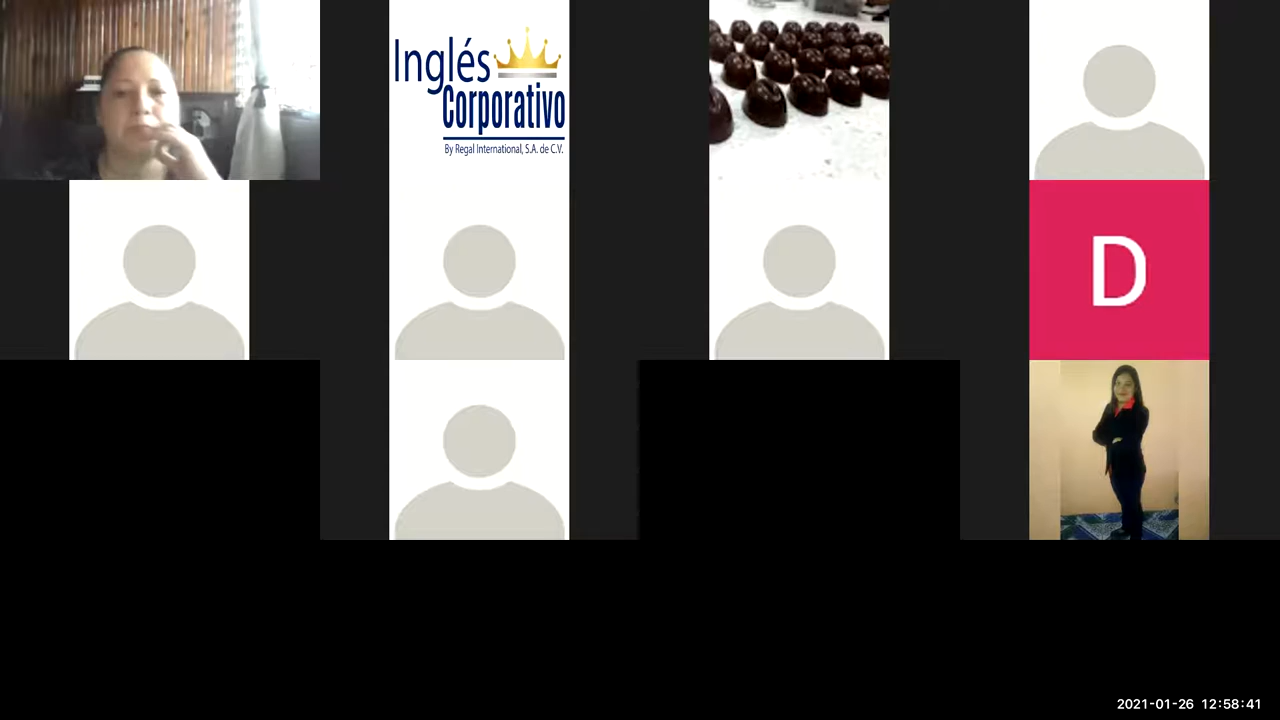 Inglés
Corporativo
By Regal International, S.A. de C.V.
D
2021-01-26 12:58:41